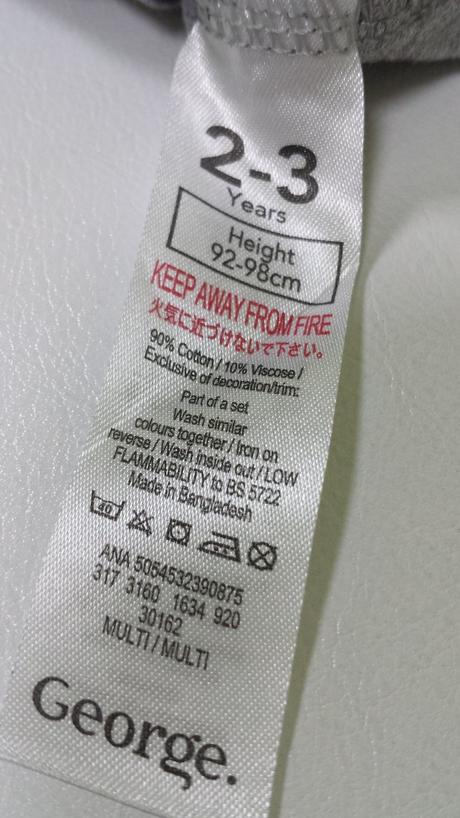 2-3
Years
Height
92-98cm
KEEP AWAY FROM FIRE
火気に近づけないで下さい。
90% Cotton / 10% Viscose /
Exclusive of decoration/trim:
Part of a set
Wash similar
colours together / Iron on
reverse / Wash inside out / LOW
FLAMMABILITY to BS 5722
Made in Bangladesh
40
ANA 5054532390875
317 3160 1634 920
30162
MULTI / MULTI
George.